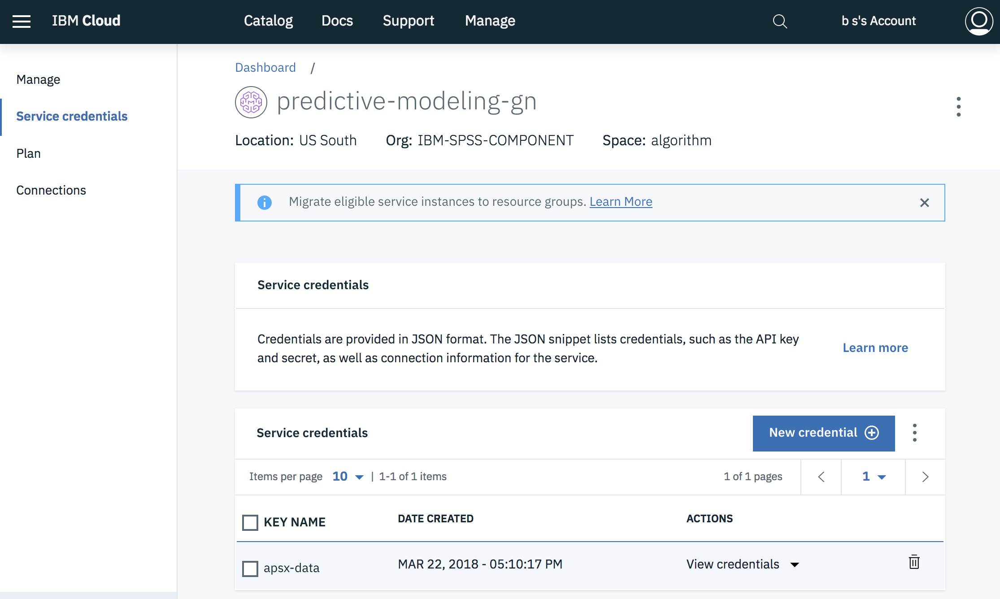 IBM Cloud Catalog Docs Support Manage b s's Account
Manage
Service credentials
Plan
Connections
Dashboard /
predictive-modeling-gn
Location: US South Org: IBM-SPSS-COMPONENT Space: algorithm
Migrate eligible service instances to resource groups. Learn More
Service credentials
Credentials are provided in JSON format. The JSON snippet lists credentials, such as the API key
and secret, as well as connection information for the service.
Learn more
Service credentials New credential
Items per page 10 | 1-1 of 1 items 1 of 1 pages 1
KEY NAME DATE CREATED ACTIONS
apsx-data MAR 22, 2018 - 05:10:17 PM View credentials